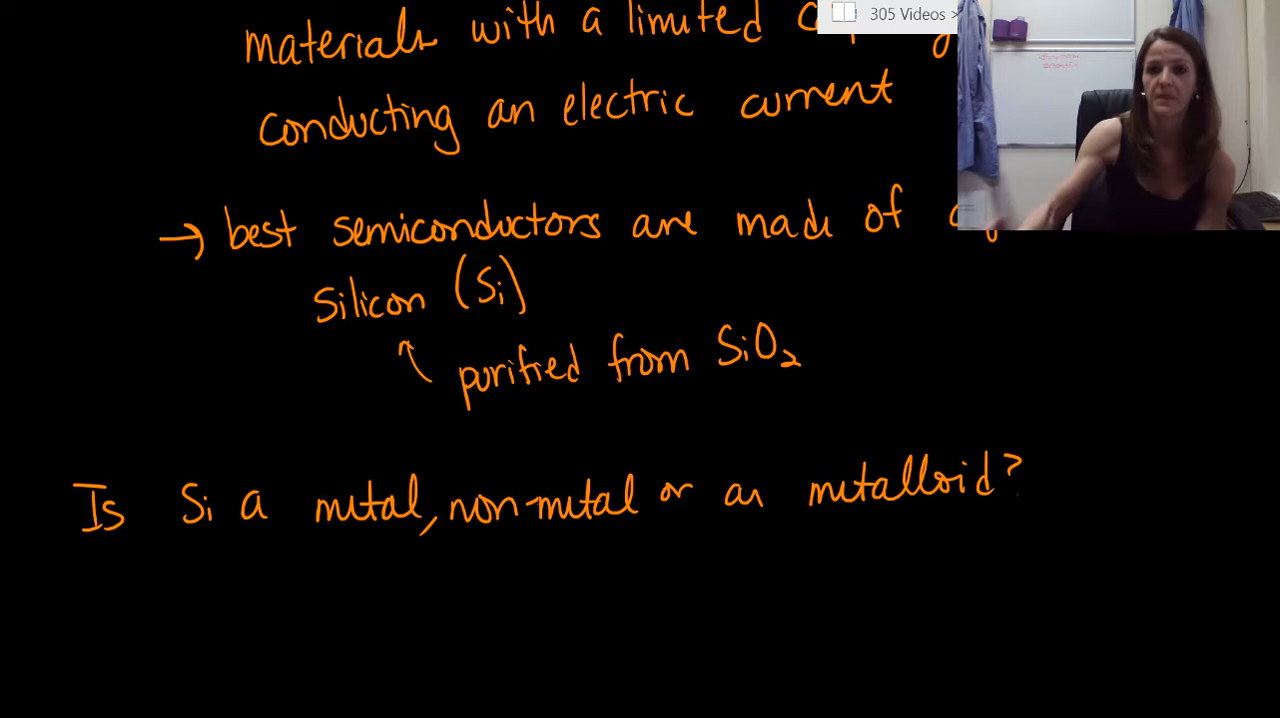 305 Videos >
materials with a limited
conducting an electric current
→ best semiconductors are made of
Silicon (Si)
purified from SiO₂
Is Si a metal, non-metal or an metalloid?